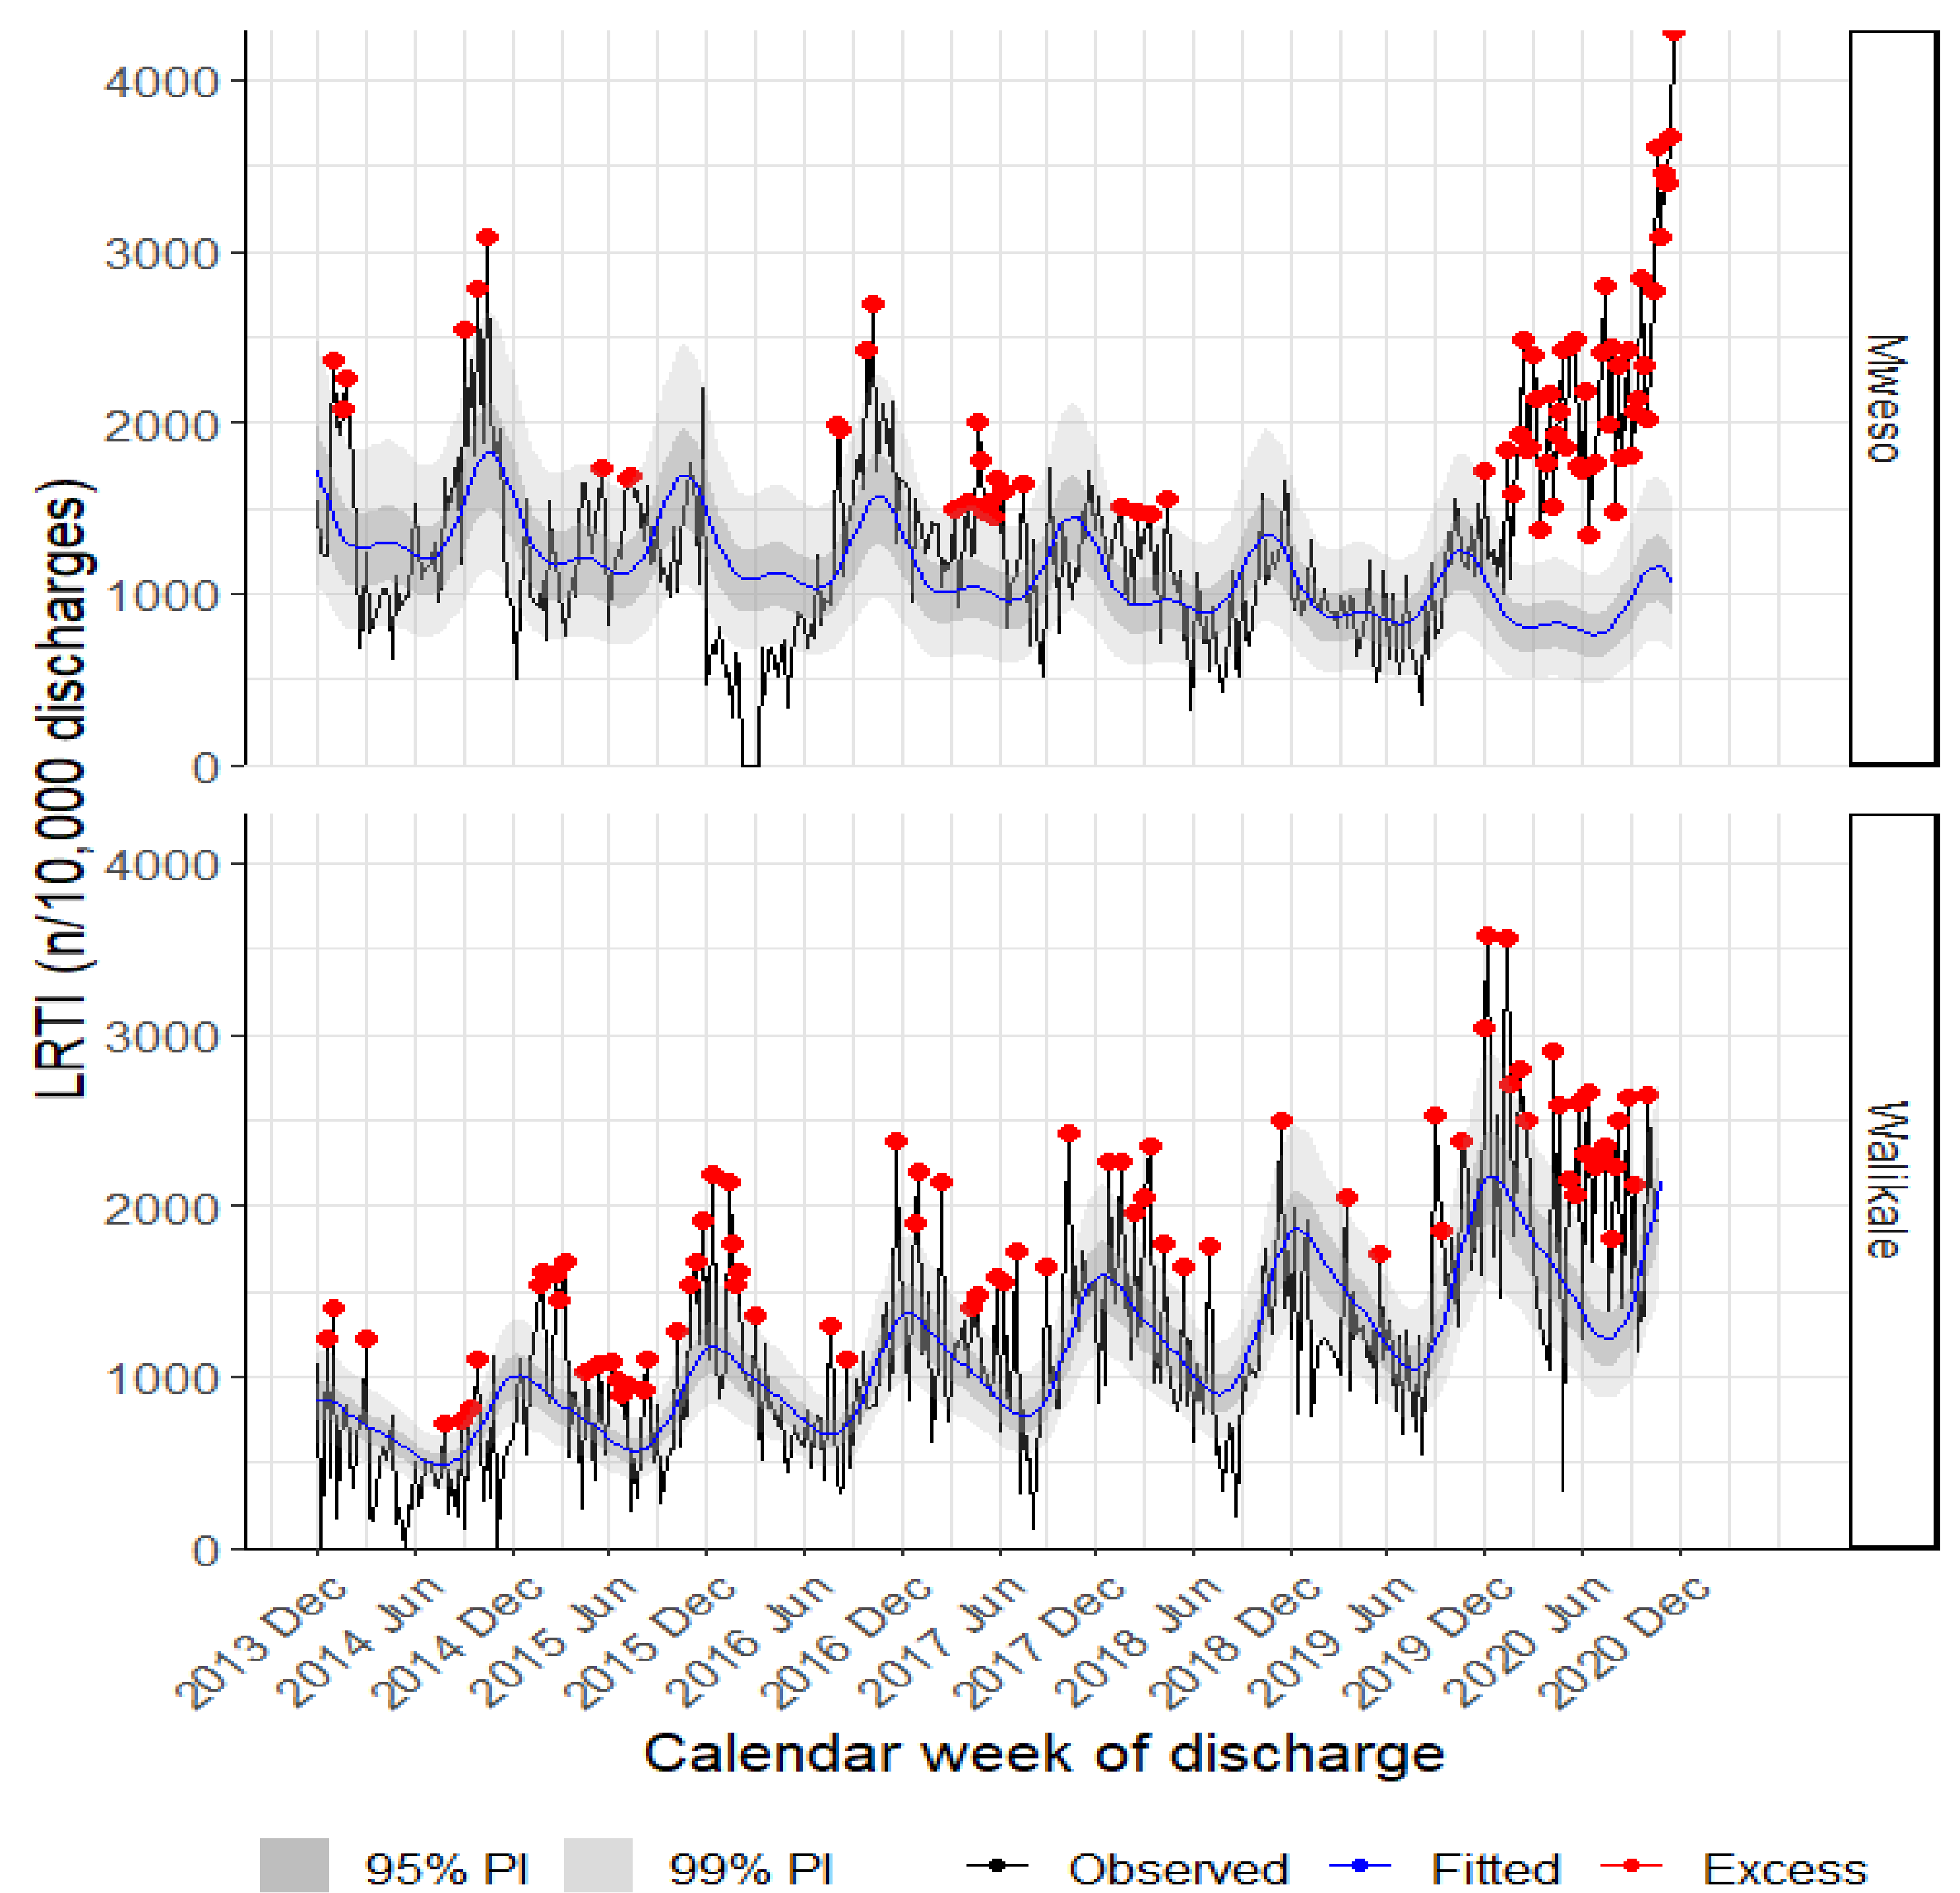 LRTI (n/10,000 discharges)
4000
3000
2000
1000
0
Mweso
4000
3000
2000
1000
0
Walikale
2013 Dec
2014 Jun
2014 Dec
2015 Jun
2015 Dec
2016 Jun
2016 Dec
2017 Jun
2017 Dec
2018 Jun
2018 Dec
2019 Jun
2019 Dec
2020 Jun
2020 Dec
Calendar week of discharge
95% PI 99% PI Observed Fitted Excess